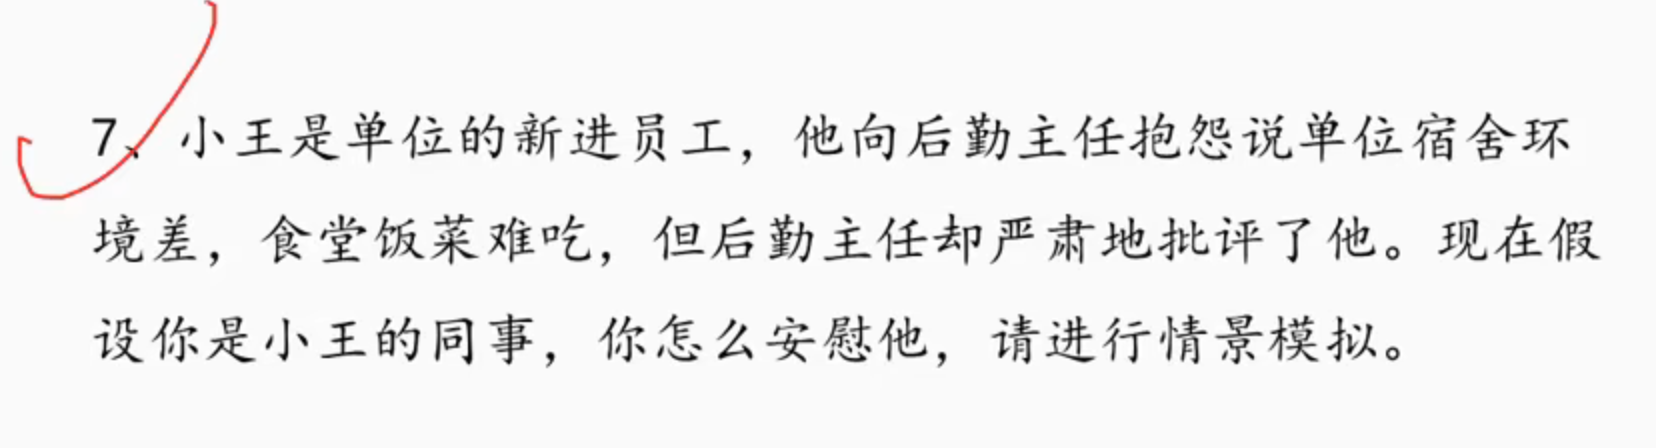 7、小王是单位的新进员工，他向后勤主任抱怨说单位宿舍环
境差，食堂饭菜难吃，但后勤主任却严肃地批评了他。现在假
设你是小王的同事，你怎么安慰他，请进行情景模拟。